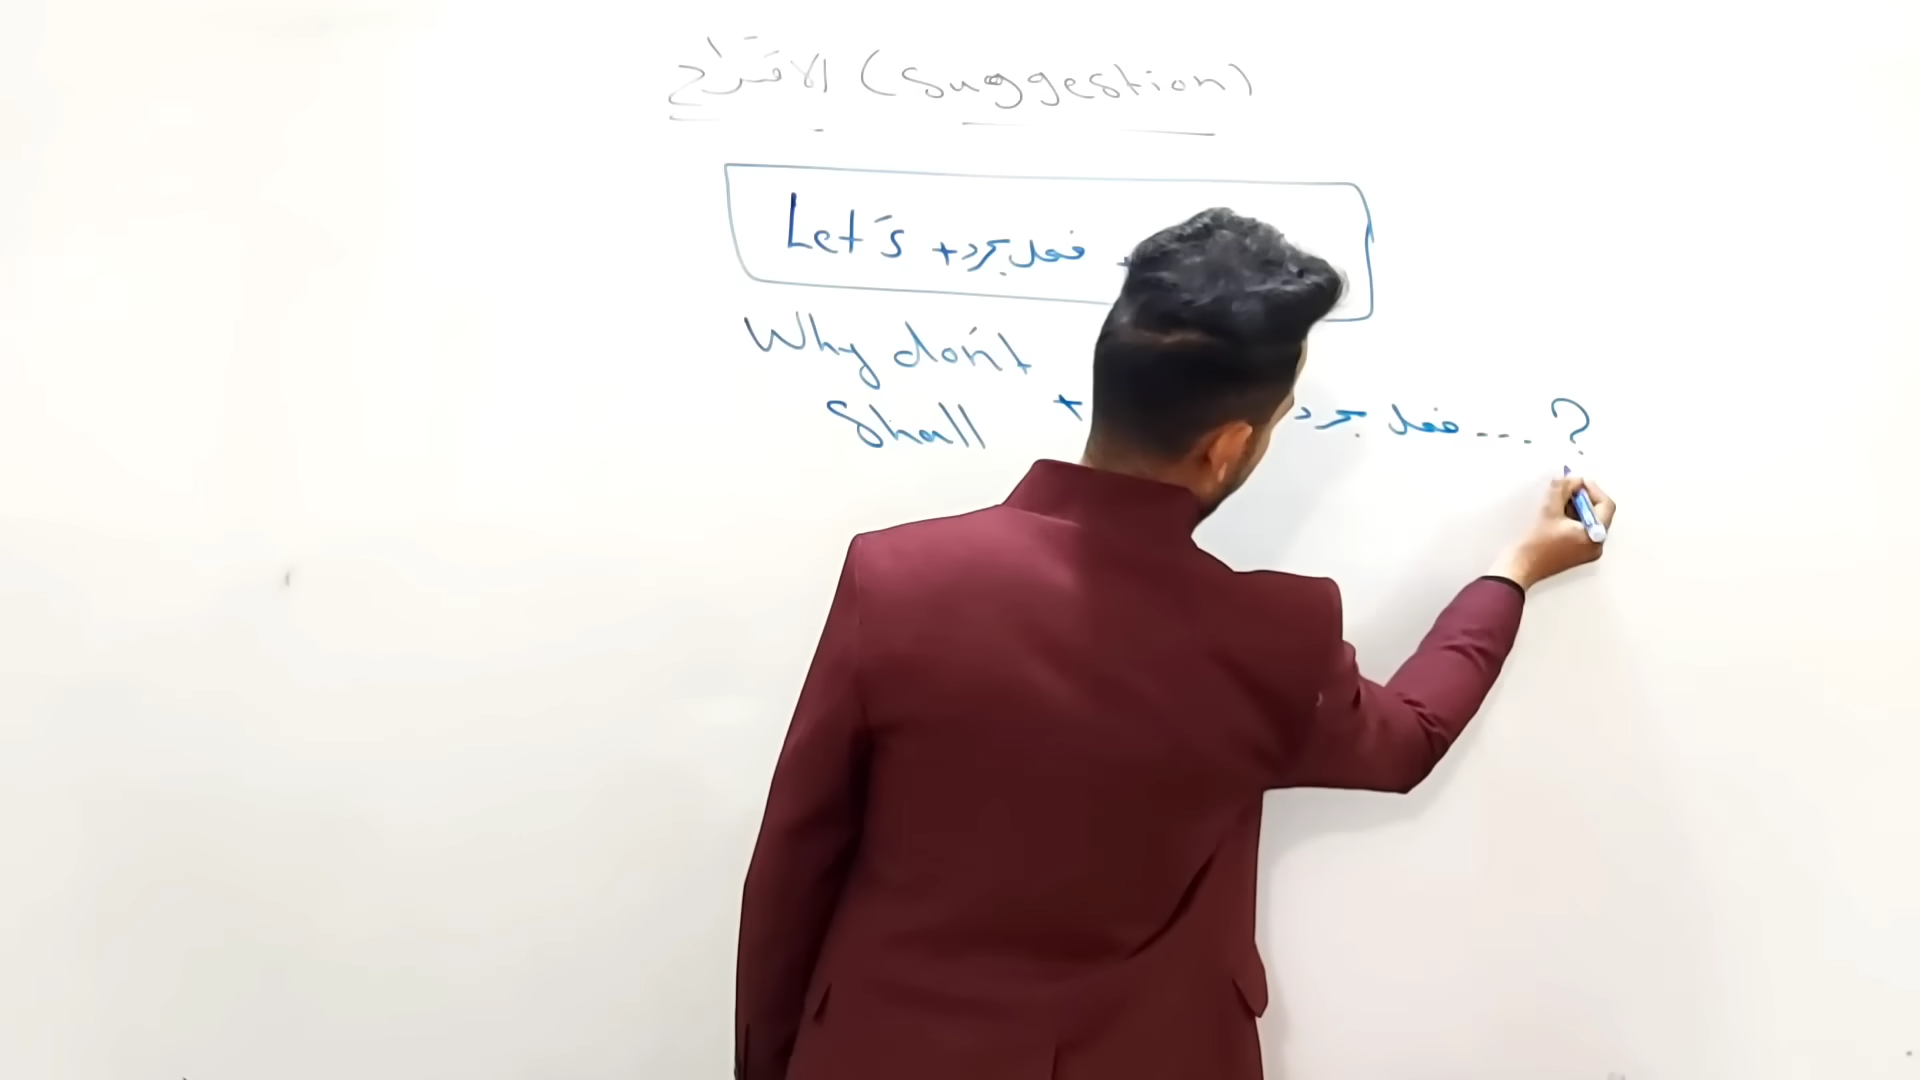 الاقتراح (Suggestion)
Let's + فعل مجرد +
Why don't
Shall + فعل مجرد ... ?